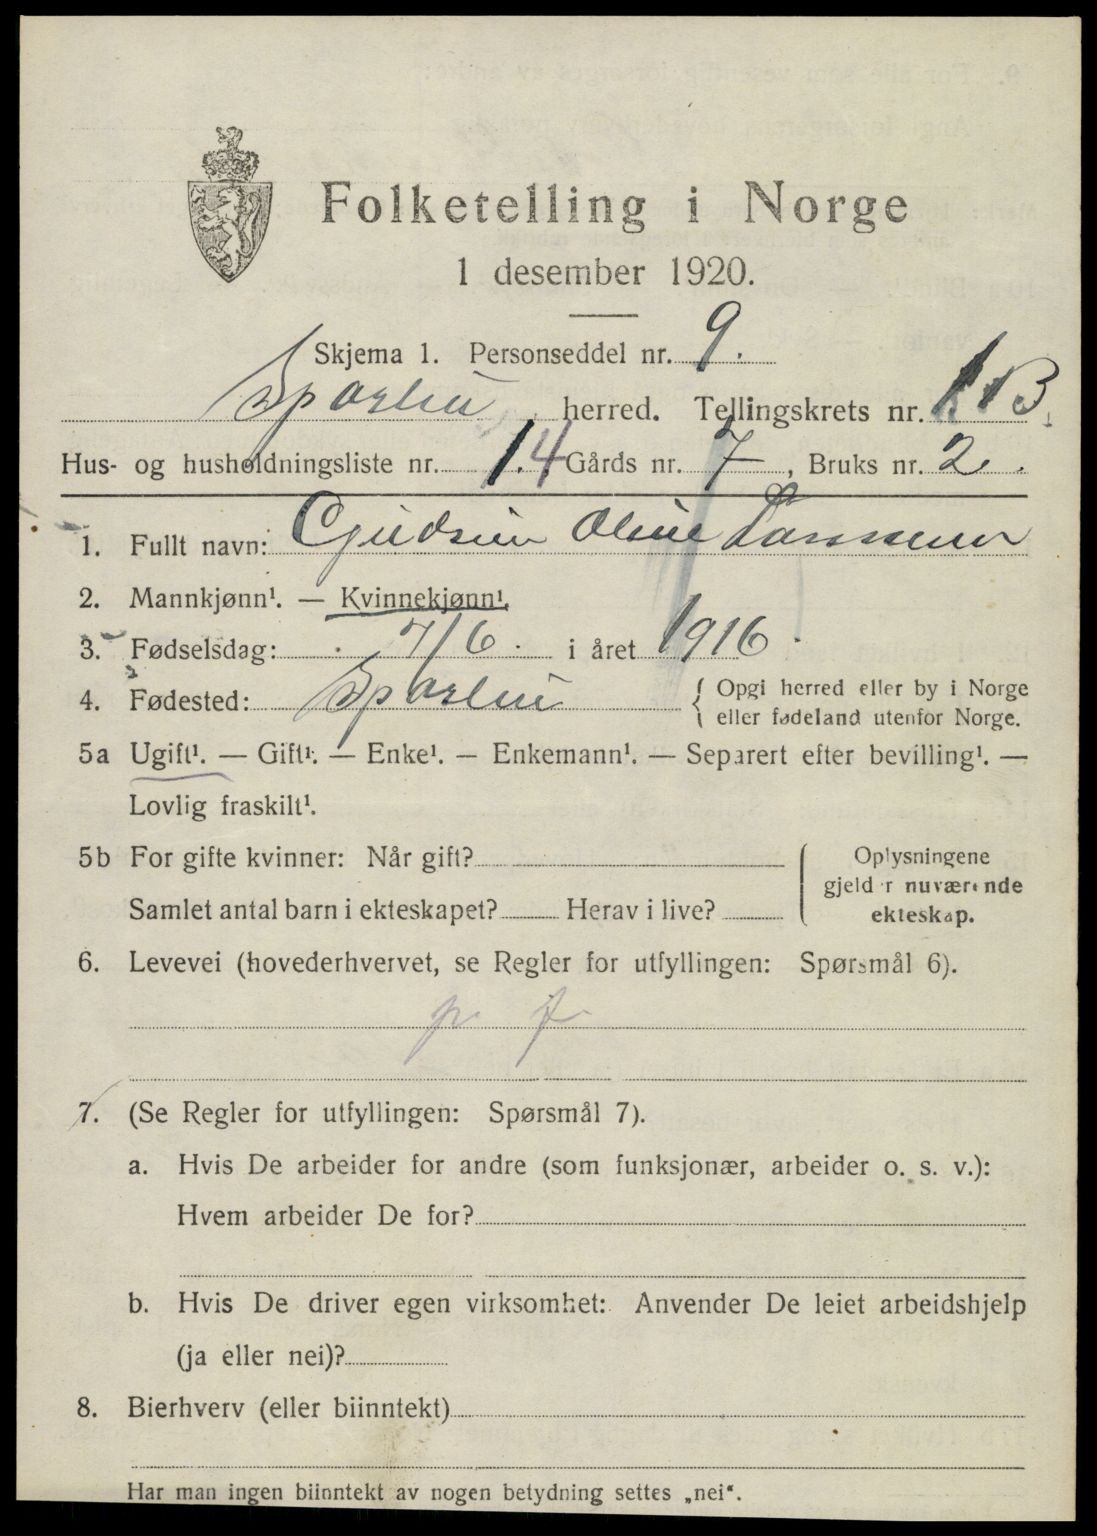 Folketelling i Norge
1 desember 1920.
Skjema 1. Personseddel nr. 9.
Sparbu herred. Tellingskrets nr. 1 B
Hus- og husholdningsliste nr. 14 Gårds nr. 7, Bruks nr. 2.
1. Fullt navn: Gudrun Oline
2. Mannkjønn¹. — Kvinnekjønn¹.
3. Fødselsdag: 7/6. i året 1916.
4. Fødested: Sparbu { Opgi herred eller by i Norge
eller fødeland utenfor Norge.
5a Ugift¹. — Gift¹. — Enke¹. — Enkemann¹. — Separert efter bevilling¹. —
Lovlig fraskilt¹.
5b For gifte kvinner: Når gift?
Samlet antal barn i ekteskapet? Herav i live?
Oplysningene
gjelder nuværende
ekteskap.
6. Levevei (hovederhvervet, se Regler for utfyllingen: Spørsmål 6).
p. f.
7. (Se Regler for utfyllingen: Spørsmål 7).
a. Hvis De arbeider for andre (som funksjonær, arbeider o. s. v.):
Hvem arbeider De for?
b. Hvis De driver egen virksomhet: Anvender De leiet arbeidshjelp
(ja eller nei)?
8. Bierhverv (eller biinntekt)
Har man ingen biinntekt av nogen betydning settes „nei“.